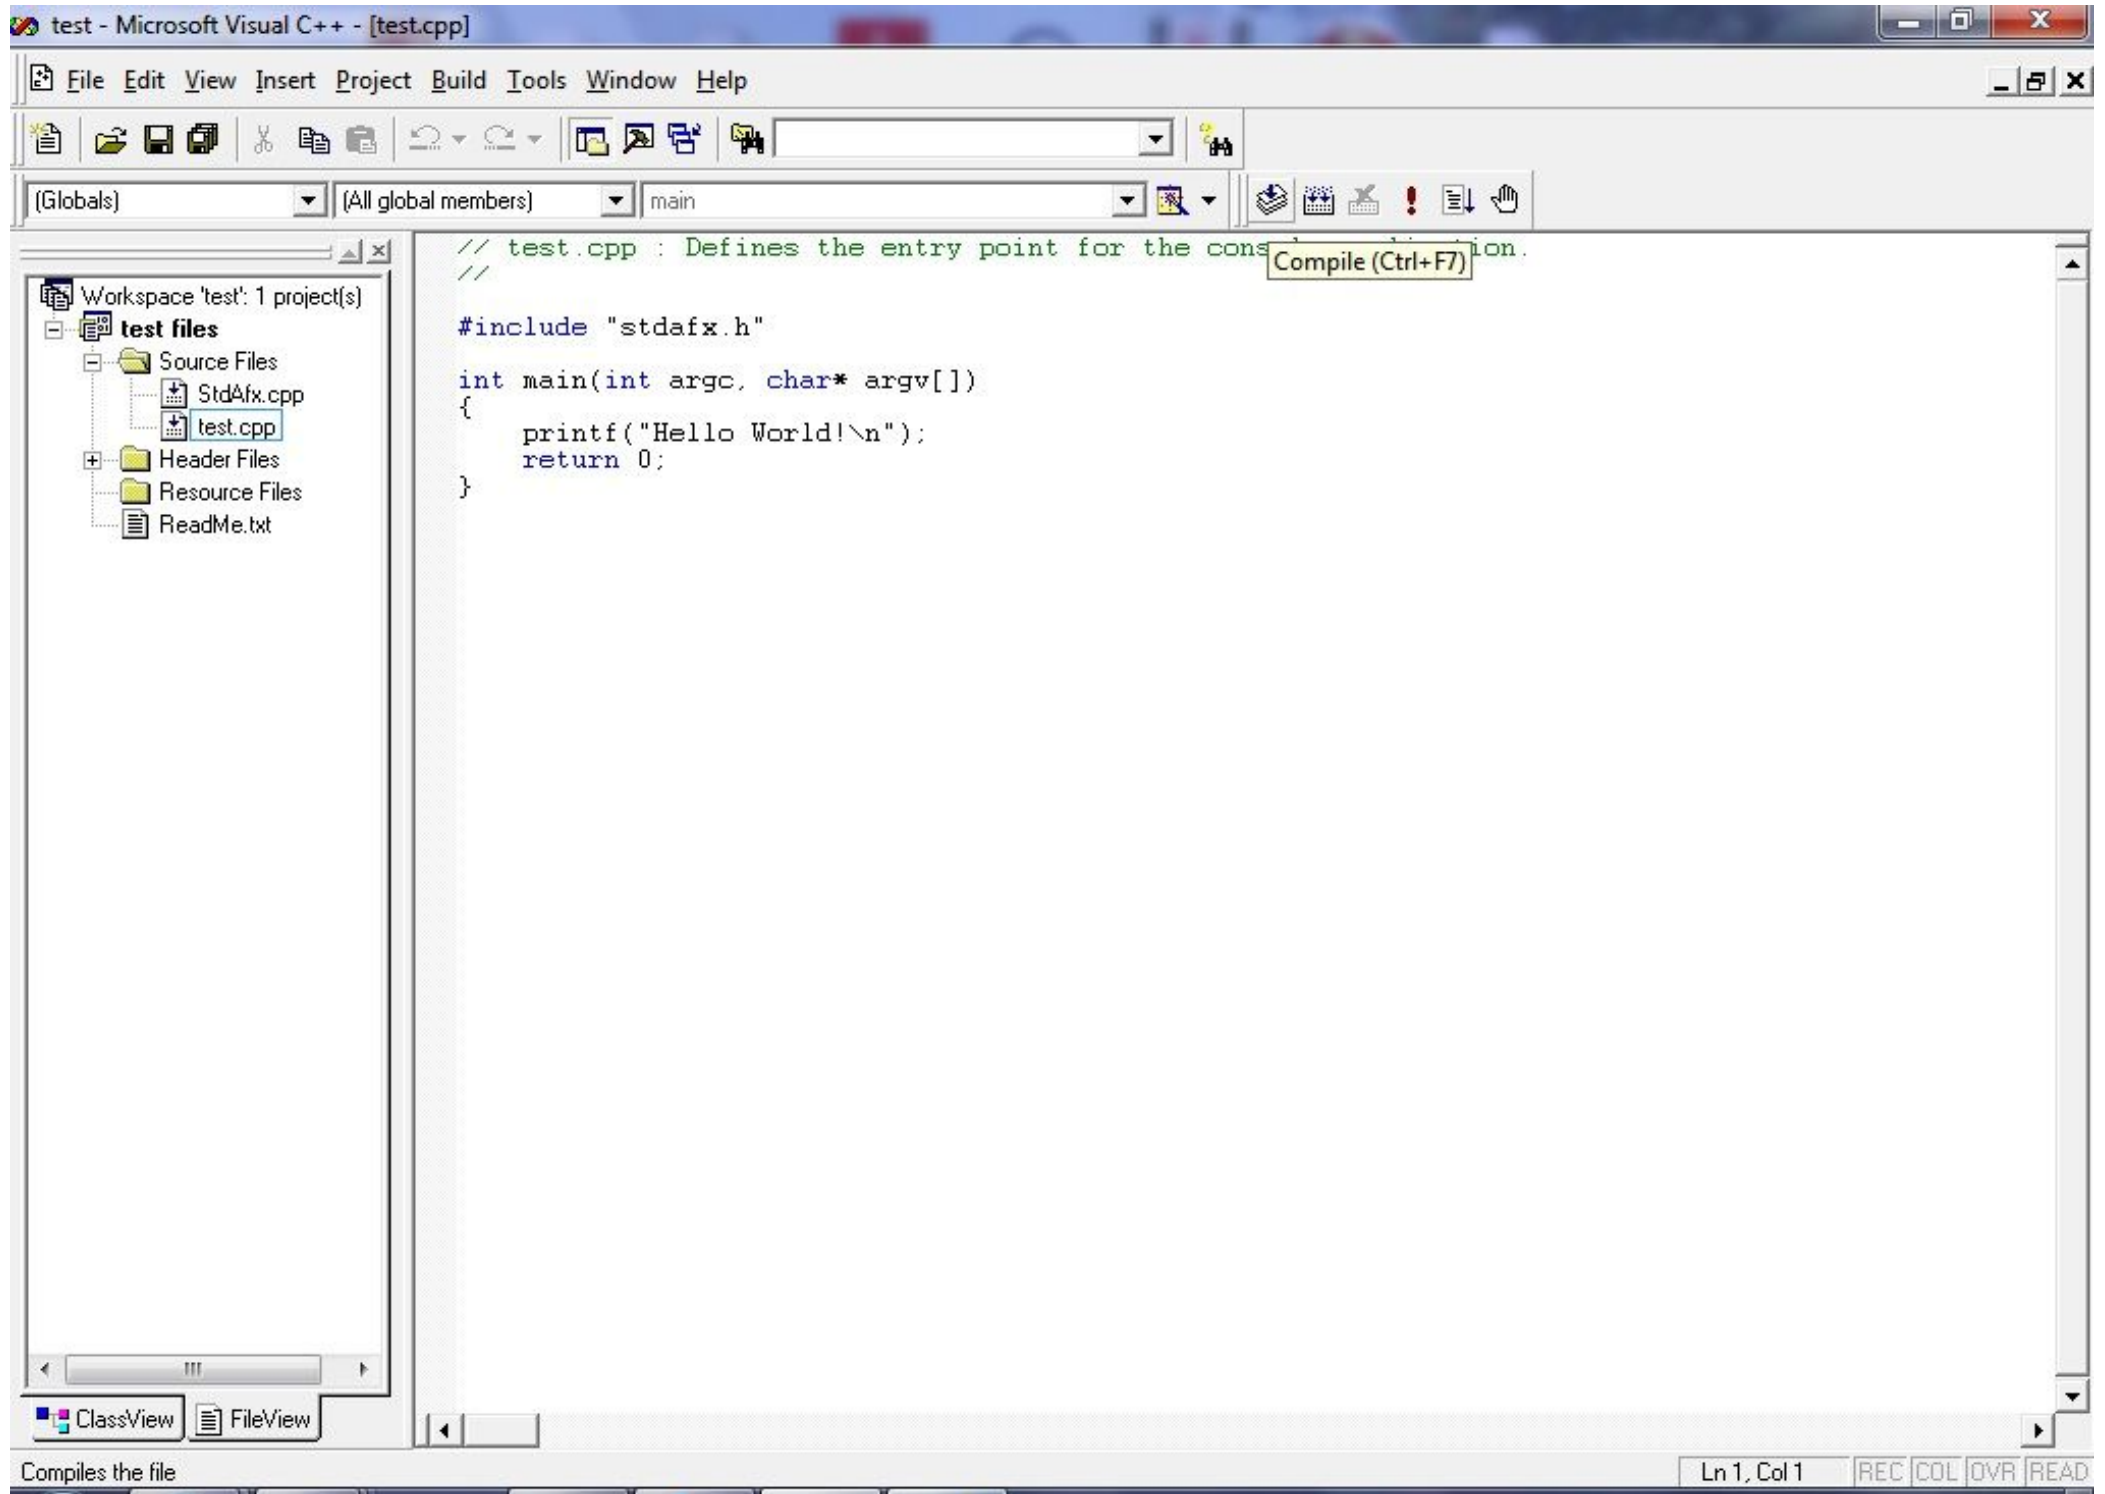 test - Microsoft Visual C++ - [test.cpp]
File Edit View Insert Project Build Tools Window Help
(Globals) (All global members) main
Compile (Ctrl+F7)
Workspace 'test': 1 project(s)
test files
Source Files
StdAfx.cpp
test.cpp
Header Files
Resource Files
ReadMe.txt
// test.cpp : Defines the entry point for the
//
#include "stdafx.h"
int main(int argc, char* argv[])
{
printf("Hello World!\n");
return 0;
}
ClassView FileView
Compiles the file
Ln 1, Col 1 REC COL OVR READ